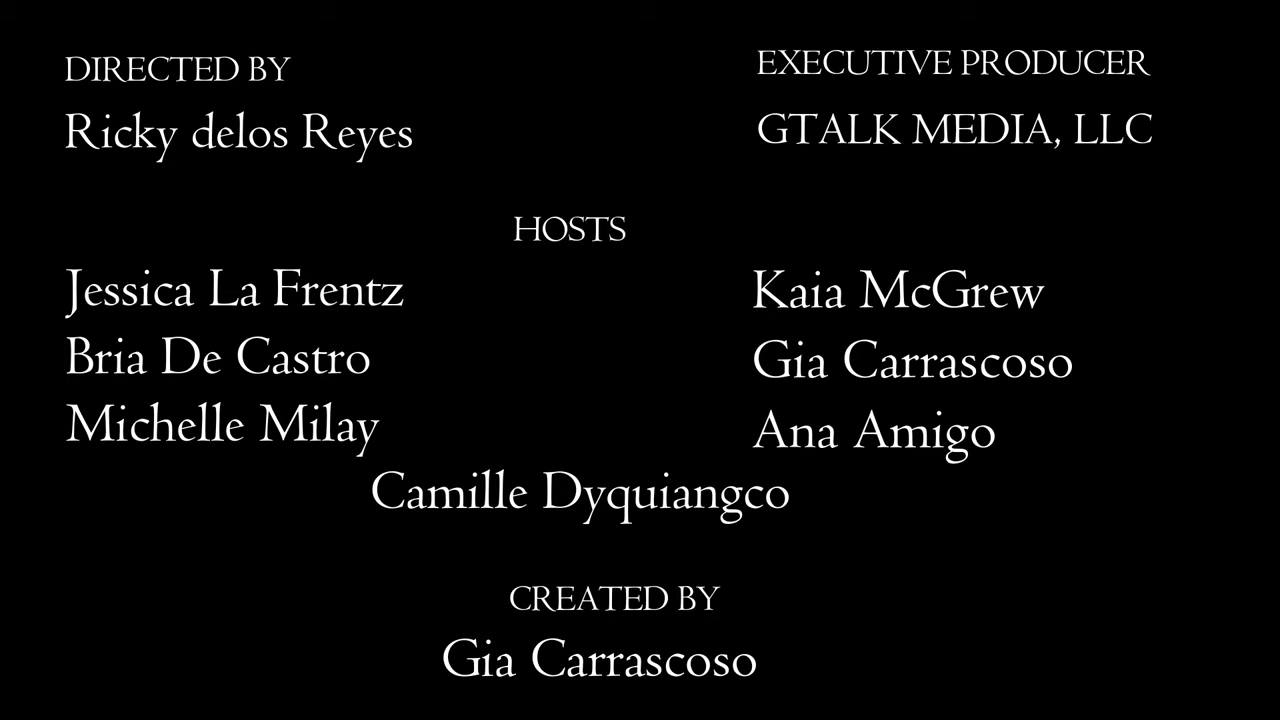 DIRECTED BY
Ricky delos Reyes
EXECUTIVE PRODUCER
GTALK MEDIA, LLC
HOSTS
Jessica La Frentz
Bria De Castro
Michelle Milay
Kaia McGrew
Gia Carrascoso
Ana Amigo
Camille Dyquiangco
CREATED BY
Gia Carrascoso